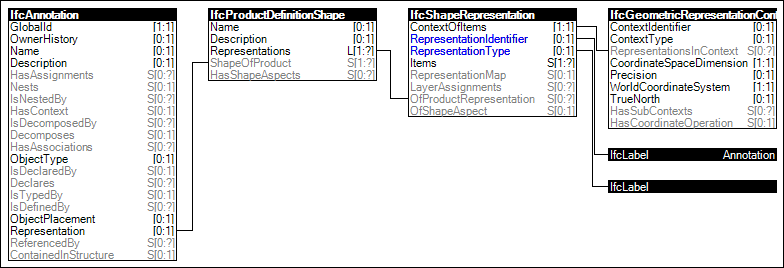 IfcAnnotation
GlobalId [1:1]
OwnerHistory [0:1]
Name [0:1]
Description [0:1]
HasAssignments S[0:?]
Nests S[0:1]
IsNestedBy S[0:?]
HasContext S[0:1]
IsDecomposedBy S[0:?]
Decomposes S[0:1]
HasAssociations S[0:?]
ObjectType [0:1]
IsDeclaredBy S[0:1]
Declares S[0:?]
IsTypedBy S[0:1]
IsDefinedBy S[0:?]
ObjectPlacement [0:1]
Representation [0:1]
ReferencedBy S[0:?]
ContainedInStructure S[0:1]
IfcProductDefinitionShape
Name [0:1]
Description [0:1]
Representations L[1:?]
ShapeOfProduct S[1:?]
HasShapeAspects S[0:?]
IfcShapeRepresentation
ContextOfItems [1:1]
RepresentationIdentifier [0:1]
RepresentationType [0:1]
Items S[1:?]
RepresentationMap S[0:1]
LayerAssignments S[0:?]
OfProductRepresentation S[0:?]
OfShapeAspect S[0:1]
IfcGeometricRepresentationCont
ContextIdentifier [0:1]
ContextType [0:1]
RepresentationsInContext S[0:?]
CoordinateSpaceDimension [1:1]
Precision [0:1]
WorldCoordinateSystem [1:1]
TrueNorth [0:1]
HasSubContexts S[0:?]
HasCoordinateOperation S[0:1]
IfcLabel Annotation
IfcLabel